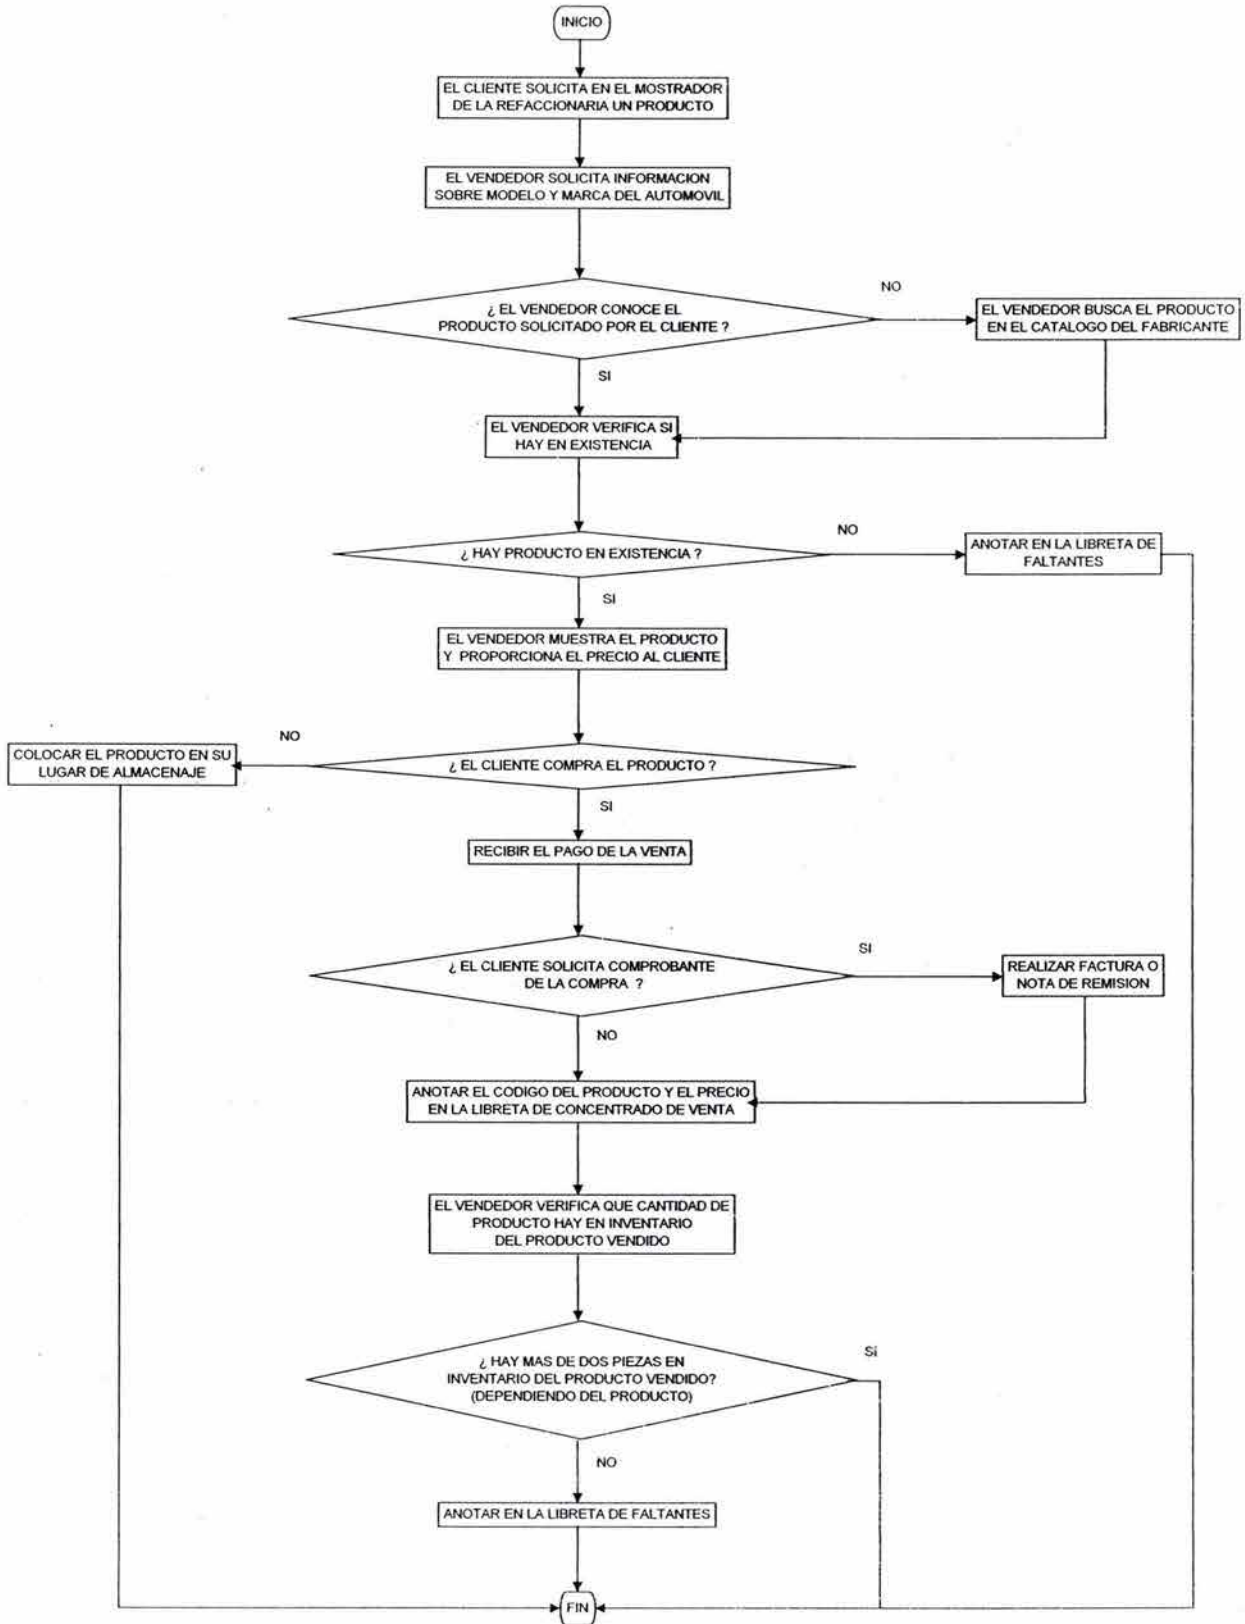 INICIO
EL CLIENTE SOLICITA EN EL MOSTRADOR
DE LA REFACCIONARIA UN PRODUCTO
EL VENDEDOR SOLICITA INFORMACION
SOBRE MODELO Y MARCA DEL AUTOMOVIL
¿ EL VENDEDOR CONOCE EL
PRODUCTO SOLICITADO POR EL CLIENTE ?
NO
EL VENDEDOR BUSCA EL PRODUCTO
EN EL CATALOGO DEL FABRICANTE
SI
EL VENDEDOR VERIFICA SI
HAY EN EXISTENCIA
¿ HAY PRODUCTO EN EXISTENCIA ?
NO
ANOTAR EN LA LIBRETA DE
FALTANTES
SI
EL VENDEDOR MUESTRA EL PRODUCTO
Y PROPORCIONA EL PRECIO AL CLIENTE
¿ EL CLIENTE COMPRA EL PRODUCTO ?
NO
COLOCAR EL PRODUCTO EN SU
LUGAR DE ALMACENAJE
SI
RECIBIR EL PAGO DE LA VENTA
¿ EL CLIENTE SOLICITA COMPROBANTE
DE LA COMPRA ?
SI
REALIZAR FACTURA O
NOTA DE REMISION
NO
ANOTAR EL CODIGO DEL PRODUCTO Y EL PRECIO
EN LA LIBRETA DE CONCENTRADO DE VENTA
EL VENDEDOR VERIFICA QUE CANTIDAD DE
PRODUCTO HAY EN INVENTARIO
DEL PRODUCTO VENDIDO
¿ HAY MAS DE DOS PIEZAS EN
INVENTARIO DEL PRODUCTO VENDIDO?
(DEPENDIENDO DEL PRODUCTO)
Si
NO
ANOTAR EN LA LIBRETA DE FALTANTES
FIN